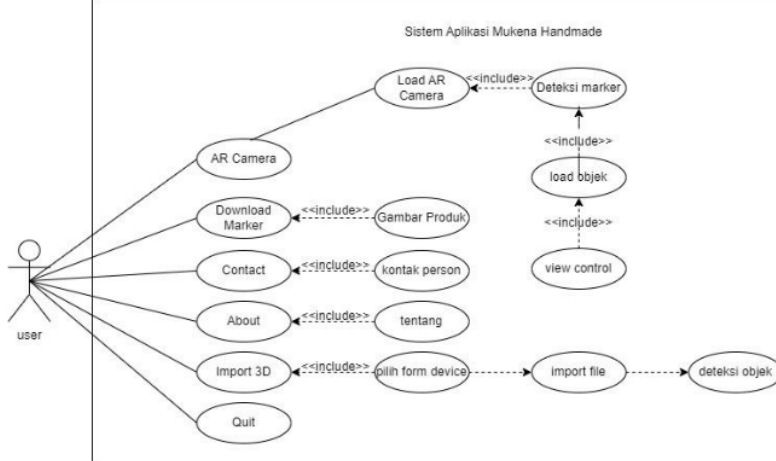 Sistem Aplikasi Mukena Handmade
Load AR
Camera
<<include>>
Deteksi marker
<<include>>
AR Camera
load objek
Download
Marker
<<include>>
Gambar Produk
<<include>>
Contact
<<include>>
kontak person
view control
About
<<include>>
tentang
user
Import 3D
<<include>>
pilih form device
import file
deteksi objek
Quit